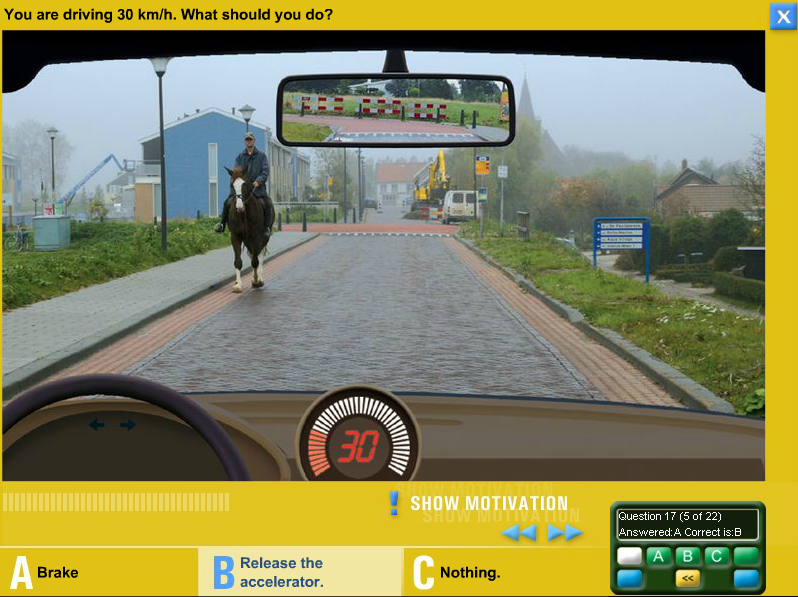 You are driving 30 km/h. What should you do?
X
30
! SHOW MOTIVATION
Question 17 (5 of 22)
Answered:A Correct is:B
A B C
<<
A Brake
B Release the
accelerator.
C Nothing.